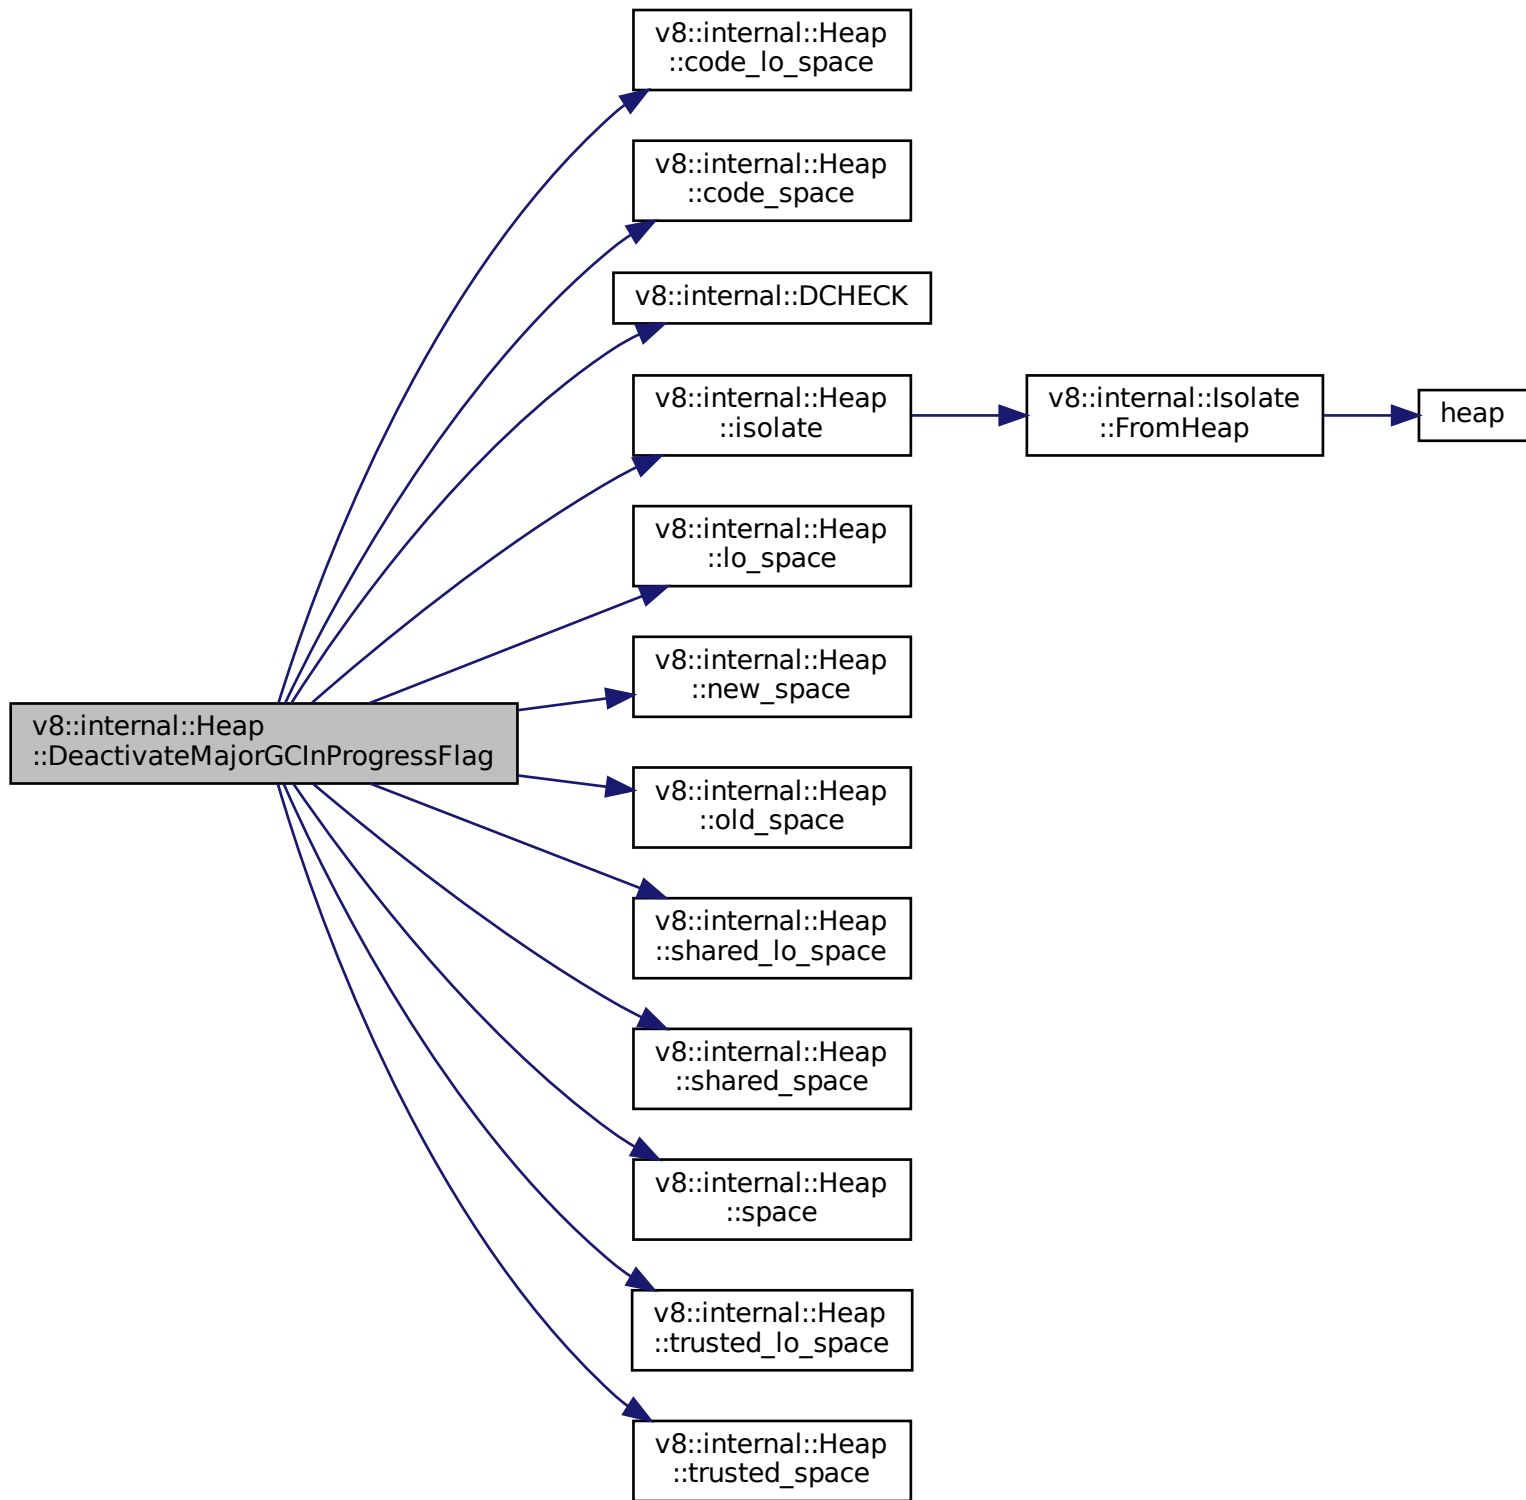 v8::internal::Heap
::code_lo_space
v8::internal::Heap
::code_space
v8::internal::DCHECK
v8::internal::Heap
::isolate
v8::internal::Isolate
::FromHeap
heap
v8::internal::Heap
::lo_space
v8::internal::Heap
::new_space
v8::internal::Heap
::DeactivateMajorGCInProgressFlag
v8::internal::Heap
::old_space
v8::internal::Heap
::shared_lo_space
v8::internal::Heap
::shared_space
v8::internal::Heap
::space
v8::internal::Heap
::trusted_lo_space
v8::internal::Heap
::trusted_space